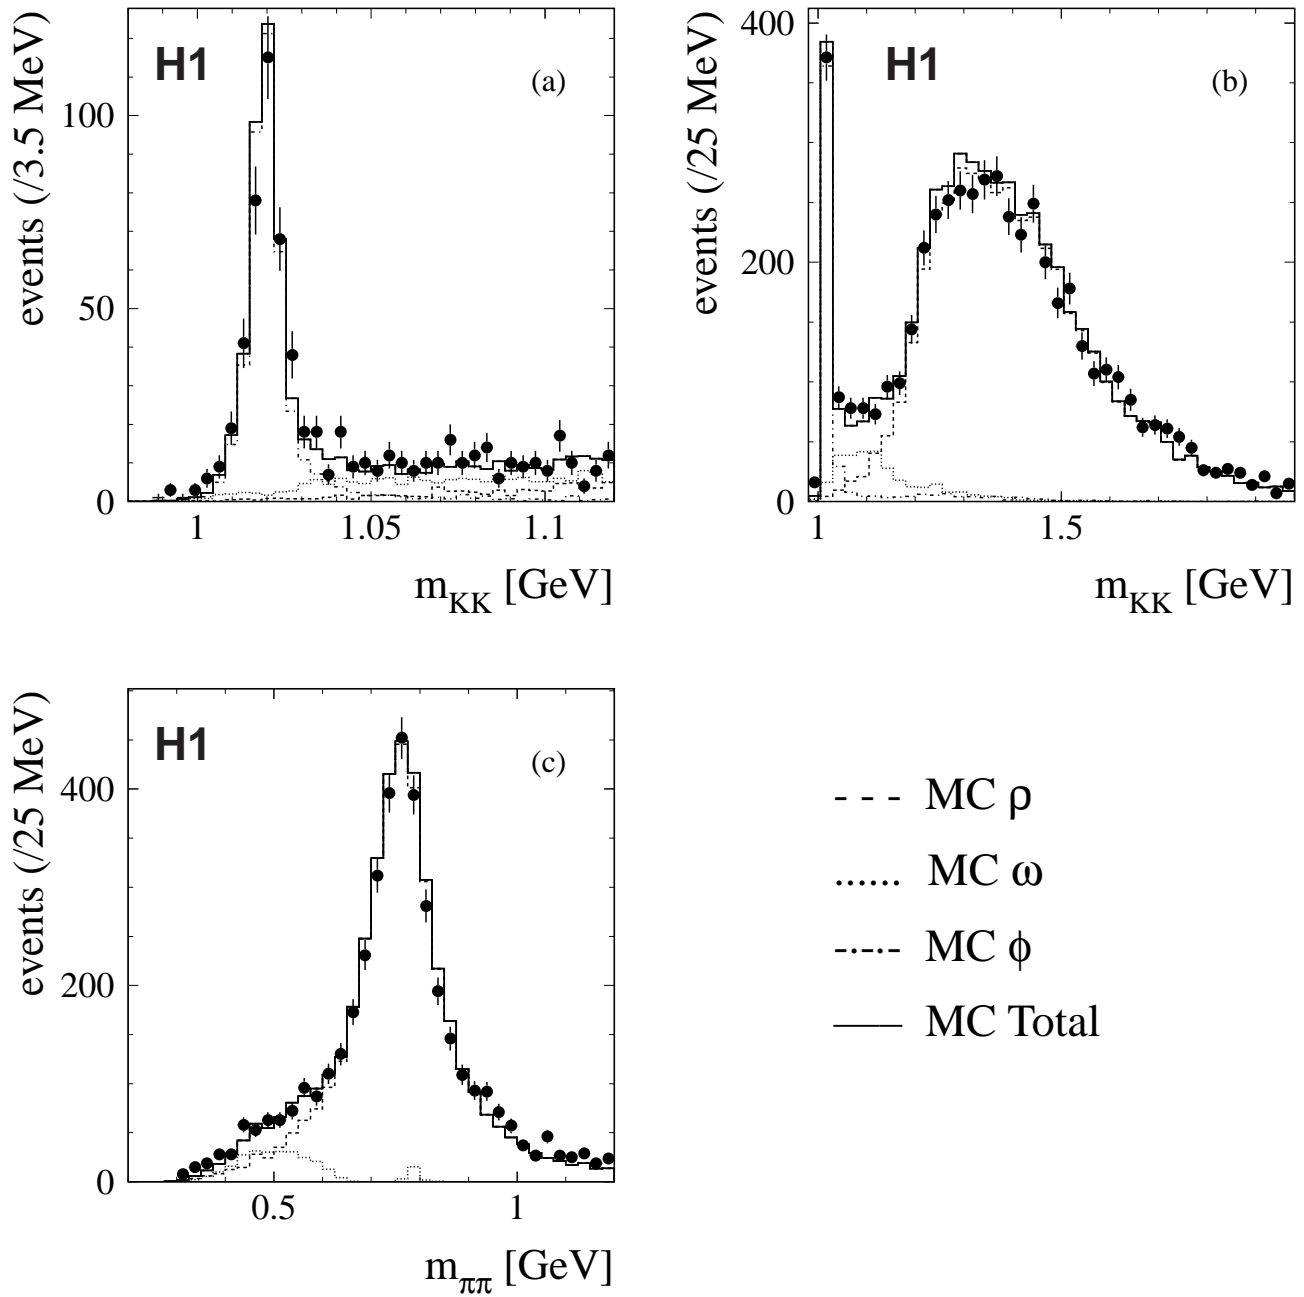 H1
(a)
events (/3.5 MeV)
100
50
0
1
1.05
1.1
m_KK [GeV]
H1
(b)
events (/25 MeV)
400
200
0
1
1.5
m_KK [GeV]
H1
(c)
events (/25 MeV)
400
200
0
0.5
1
m_ππ [GeV]
MC ρ
MC ω
MC ϕ
MC Total